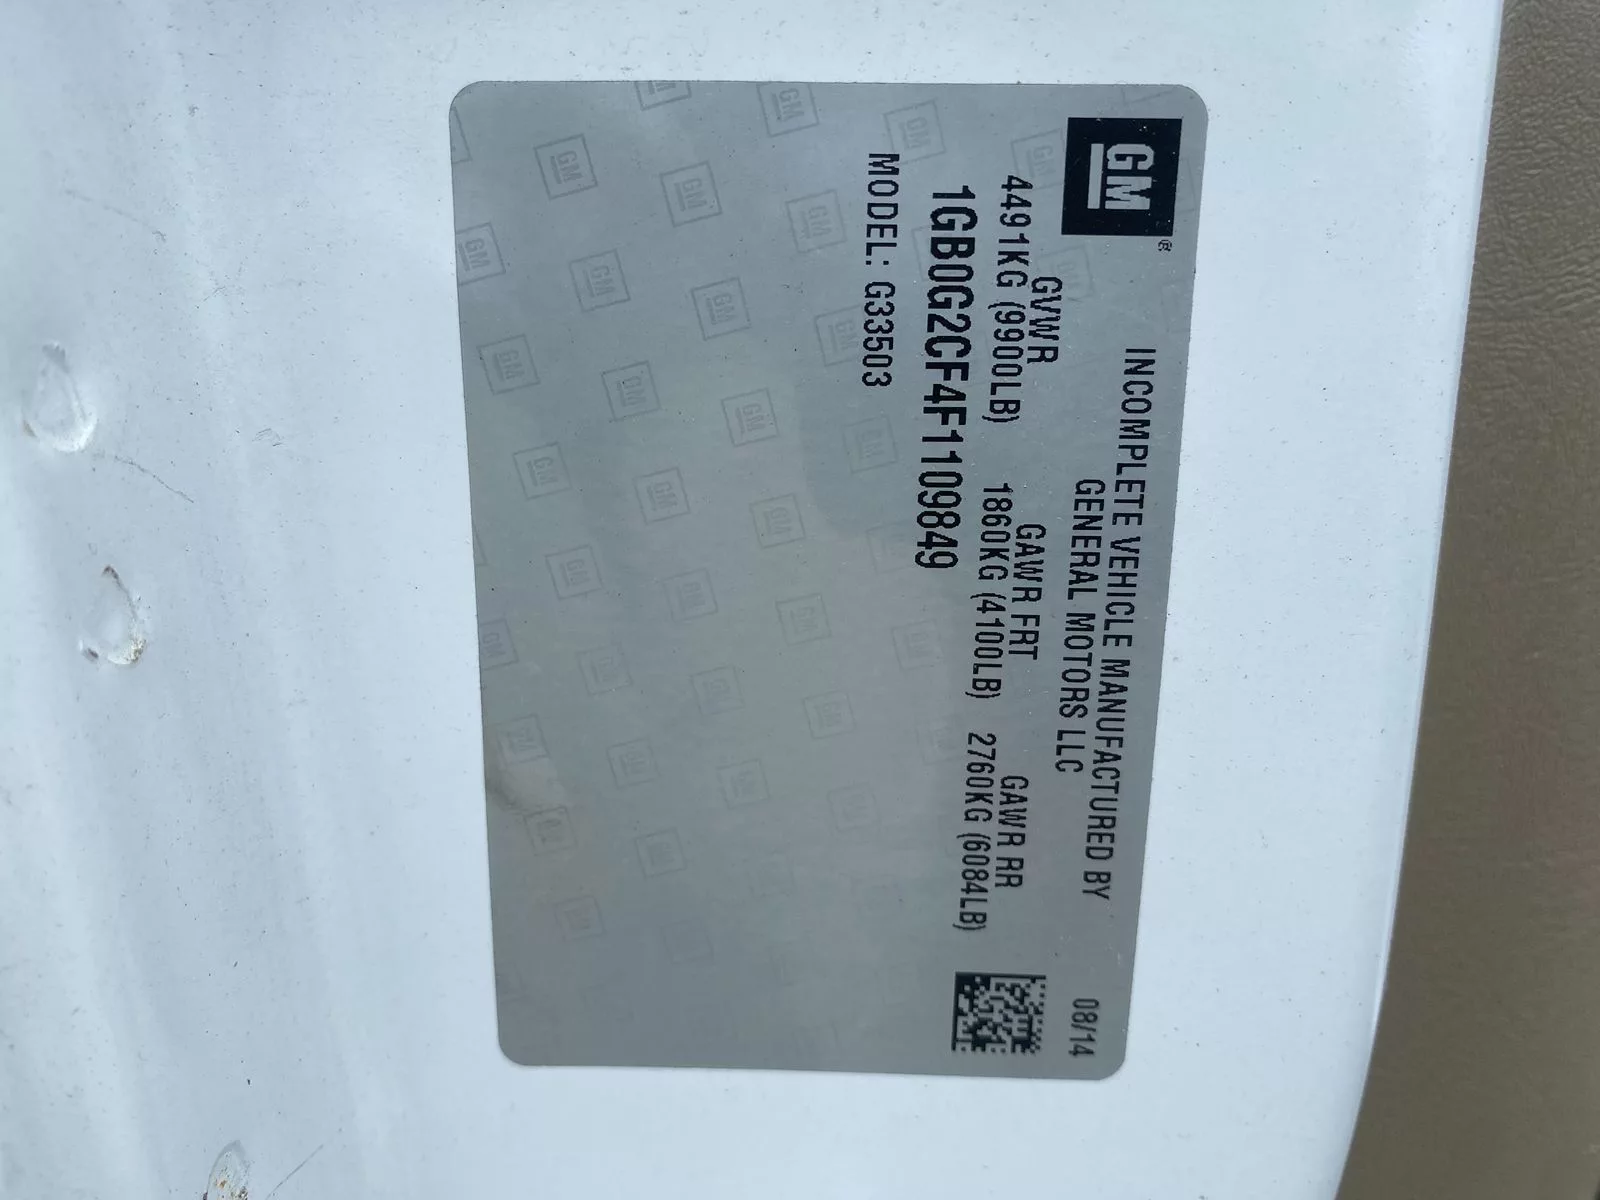 GM®
INCOMPLETE VEHICLE MANUFACTURED BY
GENERAL MOTORS LLC
08/14
GVWR GAWR FRT GAWR RR
4491KG (9900LB) 1860KG (4100LB) 2760KG (6084LB)
1GB0G2CF4F1109849
MODEL: G33503